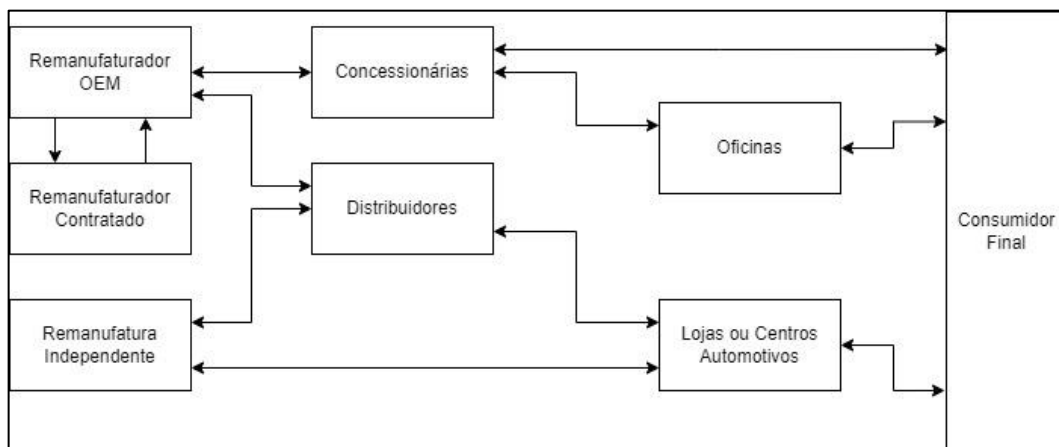 Remanufaturador
OEM
Concessionárias
Oficinas
Remanufaturador
Contratado
Distribuidores
Consumidor
Final
Remanufatura
Independente
Lojas ou Centros
Automotivos